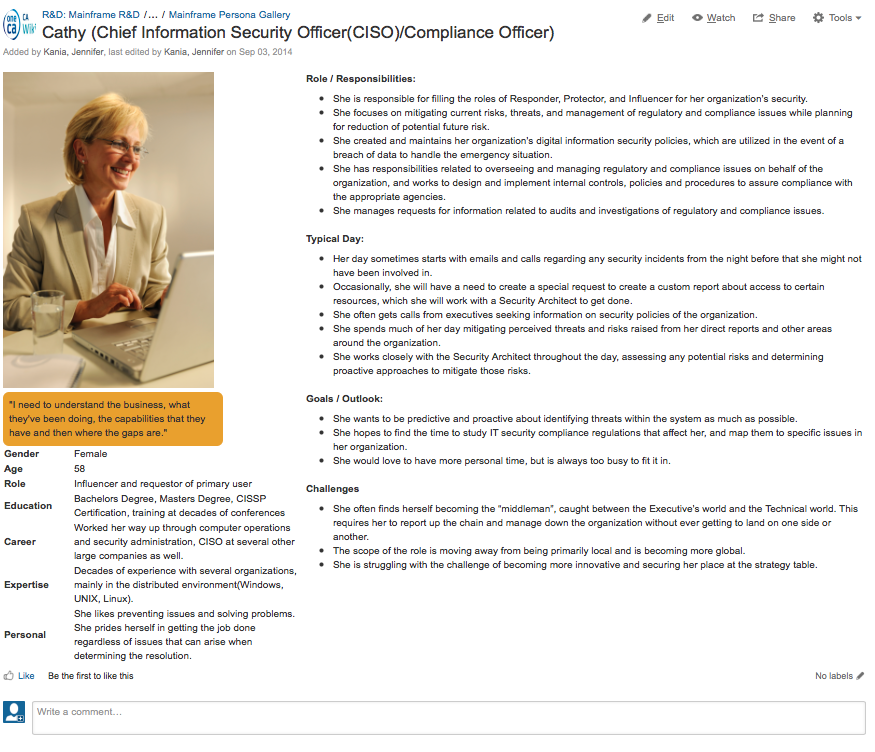 one
ca
CA
Wiki
R&D: Mainframe R&D /... / Mainframe Persona Gallery
Edit Watch Share Tools
Cathy (Chief Information Security Officer(CISO)/Compliance Officer)
Added by Kania, Jennifer, last edited by Kania, Jennifer on Sep 03, 2014
"I need to understand the business, what
they've been doing, the capabilities that they
have and then where the gaps are."
Gender Female
Age 58
Role Influencer and requestor of primary user
Education Bachelors Degree, Masters Degree, CISSP
Certification, training at decades of conferences
Career Worked her way up through computer operations
and security administration, CISO at several other
large companies as well.
Expertise Decades of experience with several organizations,
mainly in the distributed environment(Windows,
UNIX, Linux).
Personal She likes preventing issues and solving problems.
She prides herself in getting the job done
regardless of issues that can arise when
determining the resolution.
Role / Responsibilities:
• She is responsible for filling the roles of Responder, Protector, and Influencer for her organization's security.
• She focuses on mitigating current risks, threats, and management of regulatory and compliance issues while planning
for reduction of potential future risk.
• She created and maintains her organization's digital information security policies, which are utilized in the event of a
breach of data to handle the emergency situation.
• She has responsibilities related to overseeing and managing regulatory and compliance issues on behalf of the
organization, and works to design and implement internal controls, policies and procedures to assure compliance with
the appropriate agencies.
• She manages requests for information related to audits and investigations of regulatory and compliance issues.
Typical Day:
• Her day sometimes starts with emails and calls regarding any security incidents from the night before that she might not
have been involved in.
• Occasionally, she will have a need to create a special request to create a custom report about access to certain
resources, which she will work with a Security Architect to get done.
• She often gets calls from executives seeking information on security policies of the organization.
• She spends much of her day mitigating perceived threats and risks raised from her direct reports and other areas
around the organization.
• She works closely with the Security Architect throughout the day, assessing any potential risks and determining
proactive approaches to mitigate those risks.
Goals / Outlook:
• She wants to be predictive and proactive about identifying threats within the system as much as possible.
• She hopes to find the time to study IT security compliance regulations that affect her, and map them to specific issues in
her organization.
• She would love to have more personal time, but is always too busy to fit it in.
Challenges
• She often finds herself becoming the "middleman", caught between the Executive's world and the Technical world. This
requires her to report up the chain and manage down the organization without ever getting to land on one side or
another.
• The scope of the role is moving away from being primarily local and is becoming more global.
• She is struggling with the challenge of becoming more innovative and securing her place at the strategy table.
Like Be the first to like this
No labels
Write a comment…